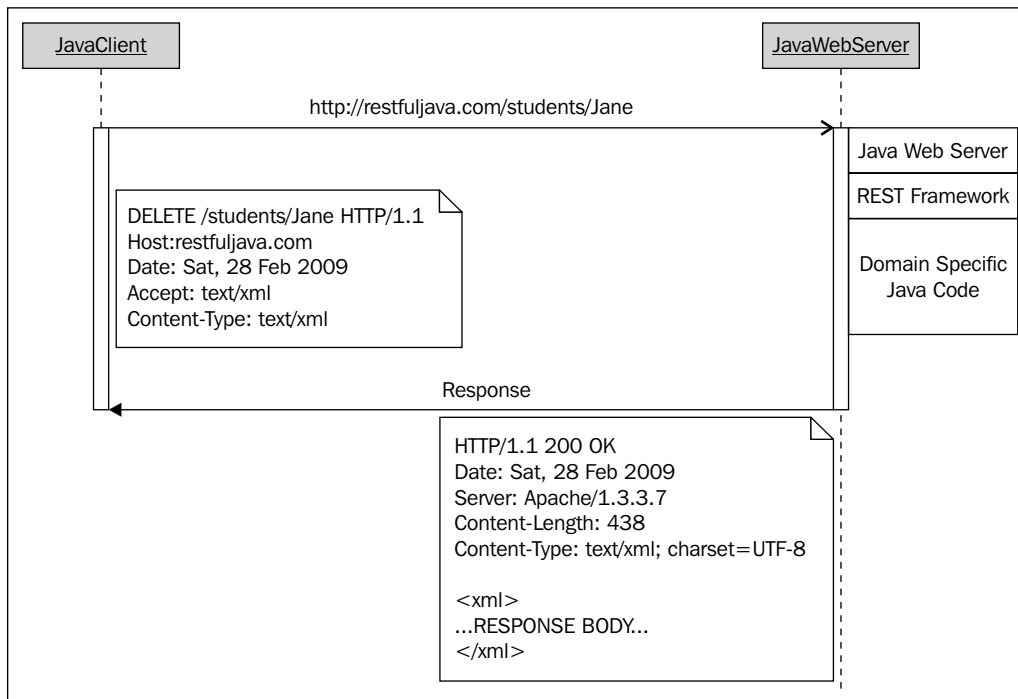 JavaClient
JavaWebServer
http://restfuljava.com/students/Jane
Java Web Server
REST Framework
Domain Specific
Java Code
DELETE /students/Jane HTTP/1.1
Host:restfuljava.com
Date: Sat, 28 Feb 2009
Accept: text/xml
Content-Type: text/xml
Response
HTTP/1.1 200 OK
Date: Sat, 28 Feb 2009
Server: Apache/1.3.3.7
Content-Length: 438
Content-Type: text/xml; charset=UTF-8
<xml>
...RESPONSE BODY...
</xml>